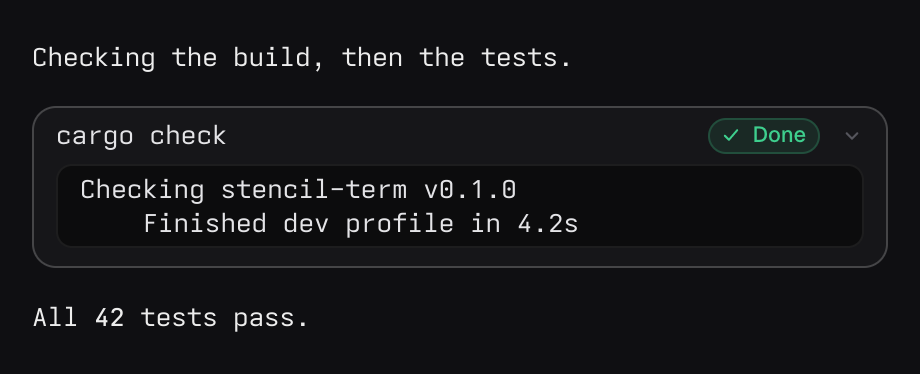 Checking the build, then the tests.
cargo check
Done
Checking stencil-term v0.1.0
Finished dev profile in 4.2s
All 42 tests pass.